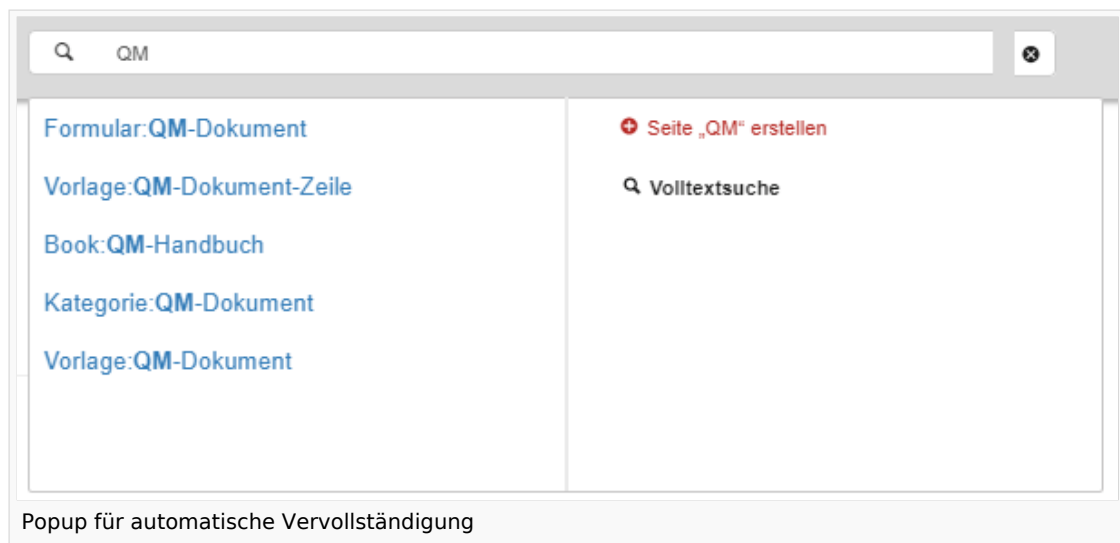 QM
Formular:QM-Dokument
Vorlage:QM-Dokument-Zeile
Book:QM-Handbuch
Kategorie:QM-Dokument
Vorlage:QM-Dokument
Seite „QM“ erstellen
Volltextsuche
Popup für automatische Vervollständigung